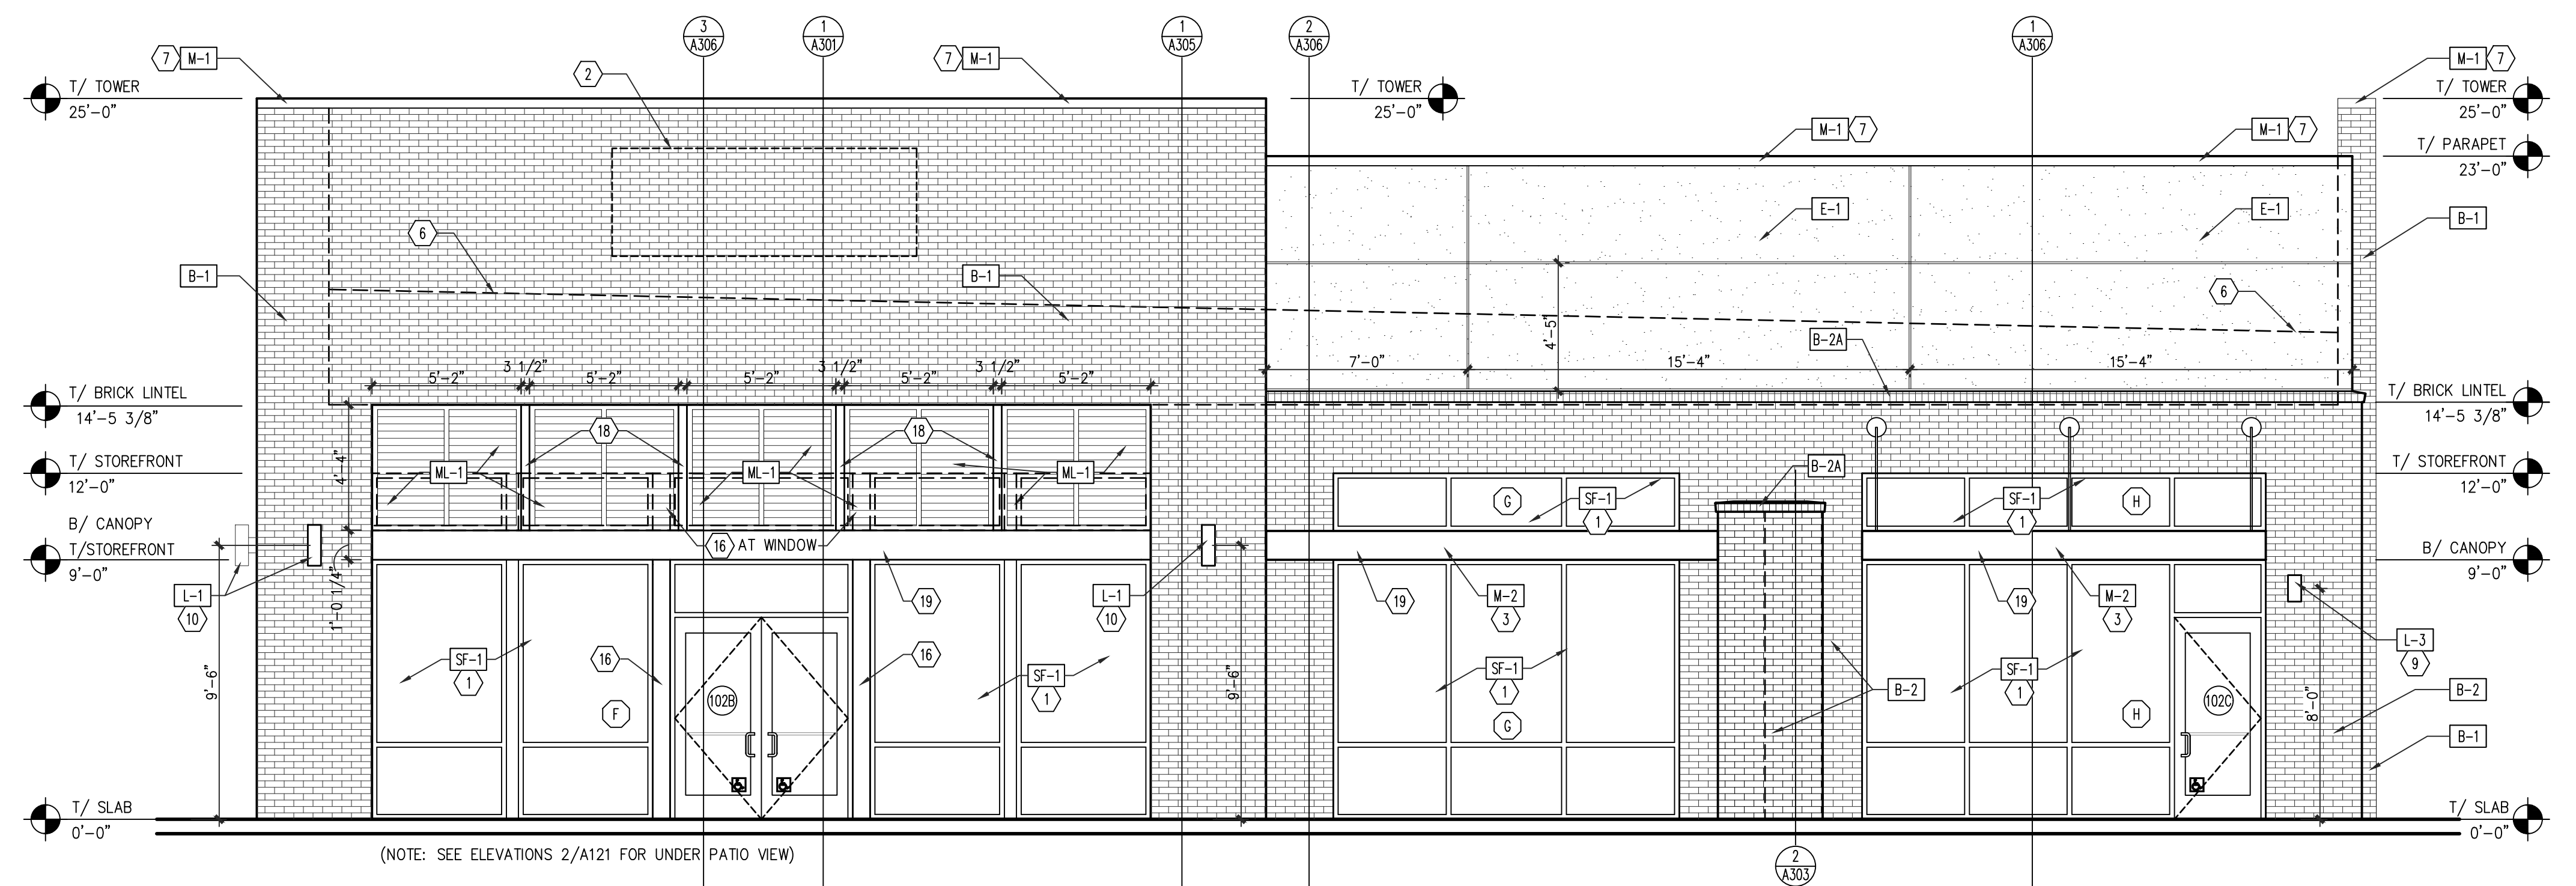 3
A306
1
A301
1
A305
2
A306
1
A306
7 M-1
2
7 M-1
M-1 7
T/ TOWER
25'-0"
T/ TOWER
25'-0"
T/ TOWER
25'-0"
M-1 7
M-1 7
T/ PARAPET
23'-0"
E-1
E-1
B-1
6
B-1
B-1
6
4'-5"
B-2A
3 1/2"
3 1/2"
3 1/2"
5'-2"
5'-2"
5'-2"
5'-2"
5'-2"
7'-0"
15'-4"
15'-4"
T/ BRICK LINTEL
14'-5 3/8"
T/ BRICK LINTEL
14'-5 3/8"
18
18
4'-4"
ML-1
ML-1
ML-1
B-2A
T/ STOREFRONT
12'-0"
T/ STOREFRONT
12'-0"
G
SF-1
1
SF-1
1
H
B/ CANOPY
T/STOREFRONT
9'-0"
16 AT WINDOW
B/ CANOPY
9'-0"
L-1
10
1'-0 1/4"
19
L-1
10
19
M-2
3
19
M-2
3
L-3
9
9'-6"
SF-1
1
16
16
SF-1
1
9'-6"
SF-1
1
G
B-2
SF-1
1
H
8'-0"
B-2
B-1
F
102B
102C
T/ SLAB
0'-0"
T/ SLAB
0'-0"
(NOTE: SEE ELEVATIONS 2/A121 FOR UNDER PATIO VIEW)
2
A303